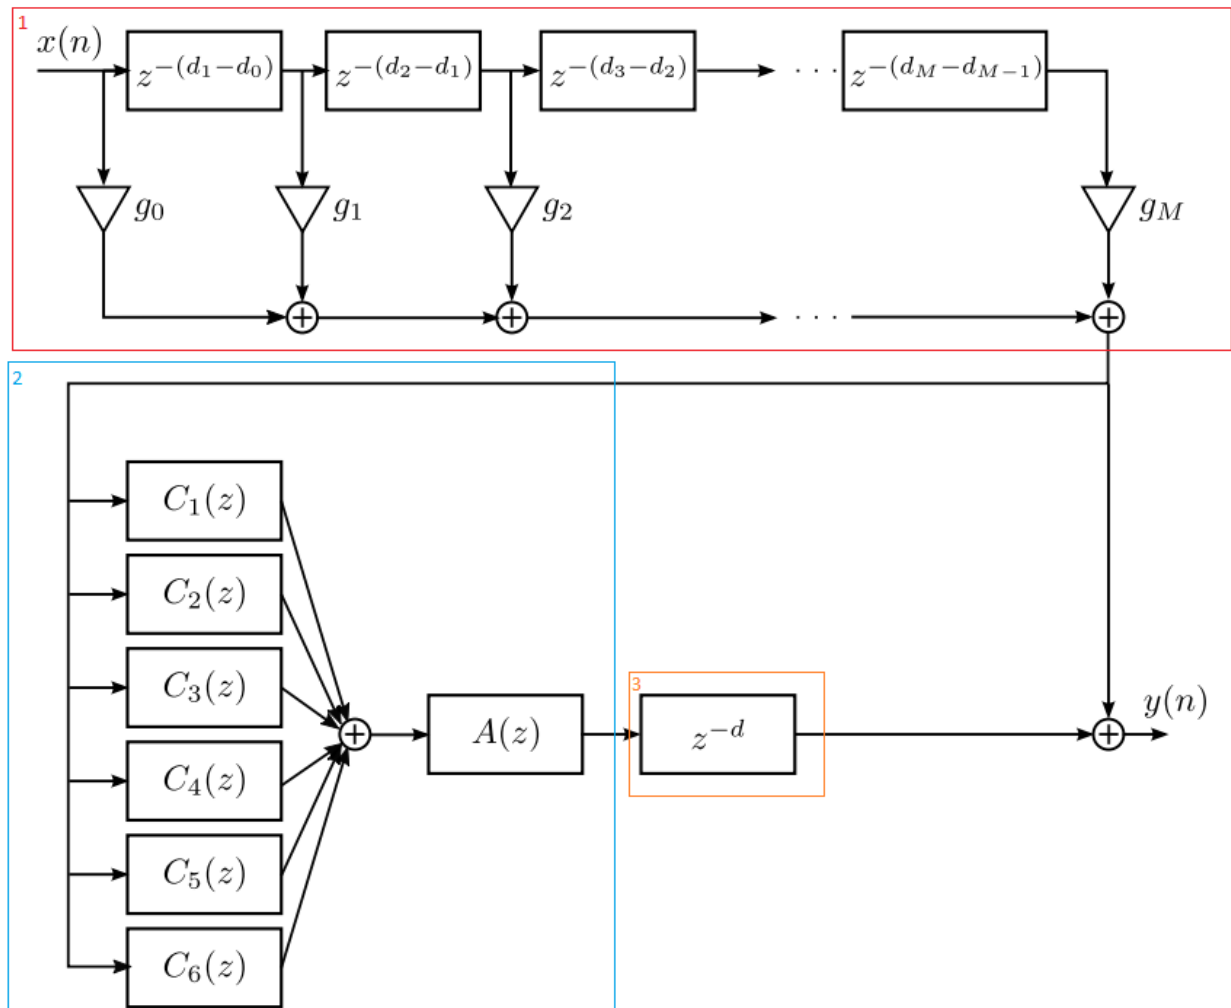 1
x(n)
z^{-(d_1-d_0)} z^{-(d_2-d_1)} z^{-(d_3-d_2)} · · · z^{-(d_M-d_{M-1})}
g_0 g_1 g_2 g_M
+ + · · · +
2
C_1(z)
C_2(z)
C_3(z)
3
y(n)
+ A(z) z^{-d} +
C_4(z)
C_5(z)
C_6(z)